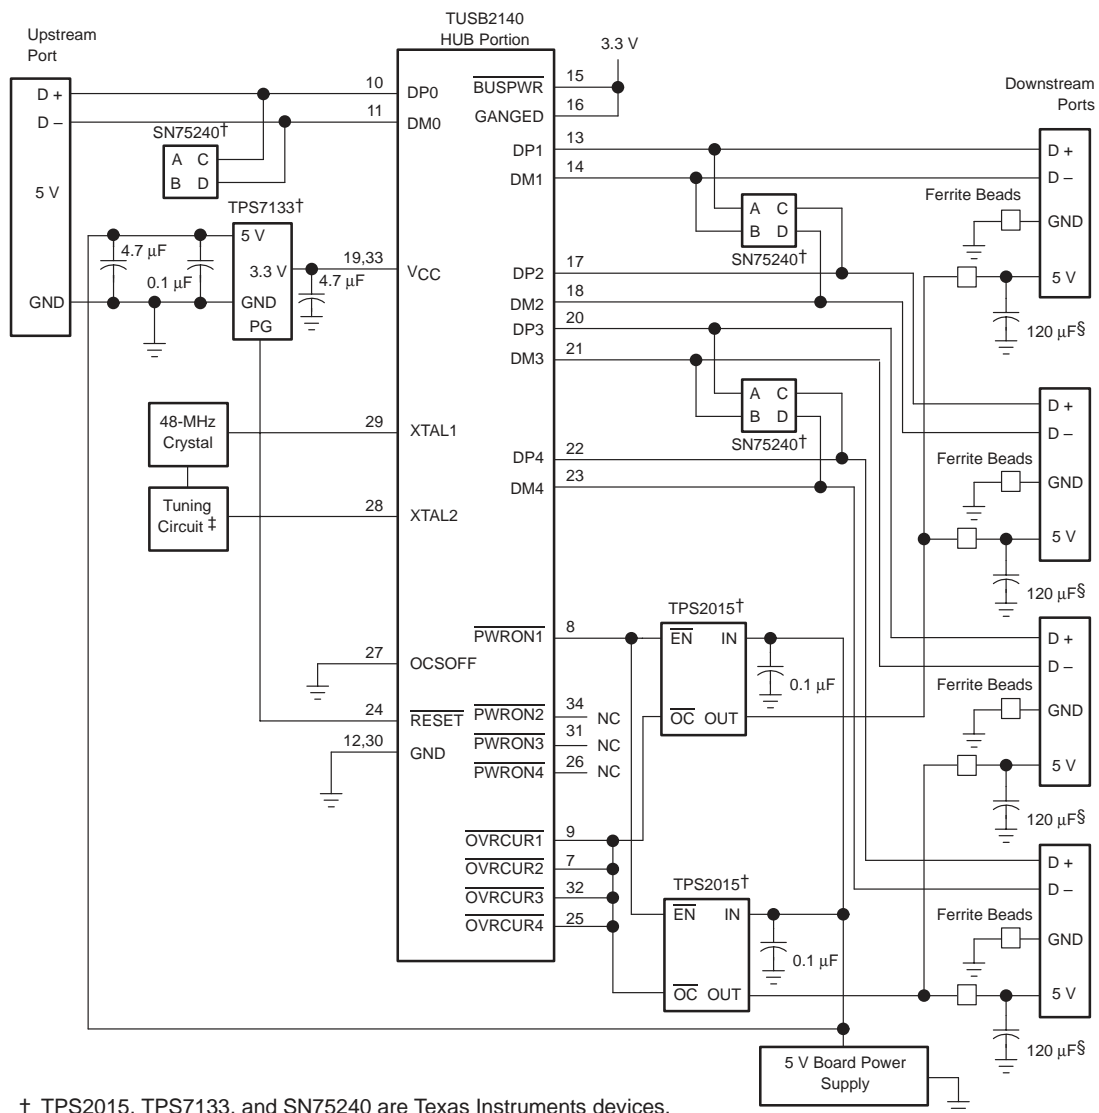 TUSB2140
HUB Portion
Upstream
Port
D +
D –
5 V
GND
SN75240†
A C
B D
TPS7133†
5 V
3.3 V
GND
PG
4.7 µF
0.1 µF
4.7 µF
10
11
19,33
29
28
27
24
12,30
DP0
DM0
VCC
XTAL1
XTAL2
OCSOFF
RESET
GND
48-MHz
Crystal
Tuning
Circuit ‡
BUSPWR
GANGED
DP1
DM1
DP2
DM2
DP3
DM3
DP4
DM4
PWRON1
PWRON2
PWRON3
PWRON4
OVRCUR1
OVRCUR2
OVRCUR3
OVRCUR4
15
16
13
14
17
18
20
21
22
23
8
34 NC
31 NC
26 NC
9
7
32
25
3.3 V
A C
B D
SN75240†
A C
B D
SN75240†
TPS2015†
EN IN
OC OUT
0.1 µF
TPS2015†
EN IN
OC OUT
0.1 µF
5 V Board Power
Supply
Downstream
Ports
D +
D –
Ferrite Beads
GND
5 V
120 µF§
D +
D –
Ferrite Beads
GND
5 V
120 µF§
D +
D –
Ferrite Beads
GND
5 V
120 µF§
D +
D –
Ferrite Beads
GND
5 V
120 µF§
† TPS2015, TPS7133, and SN75240 are Texas Instruments devices.